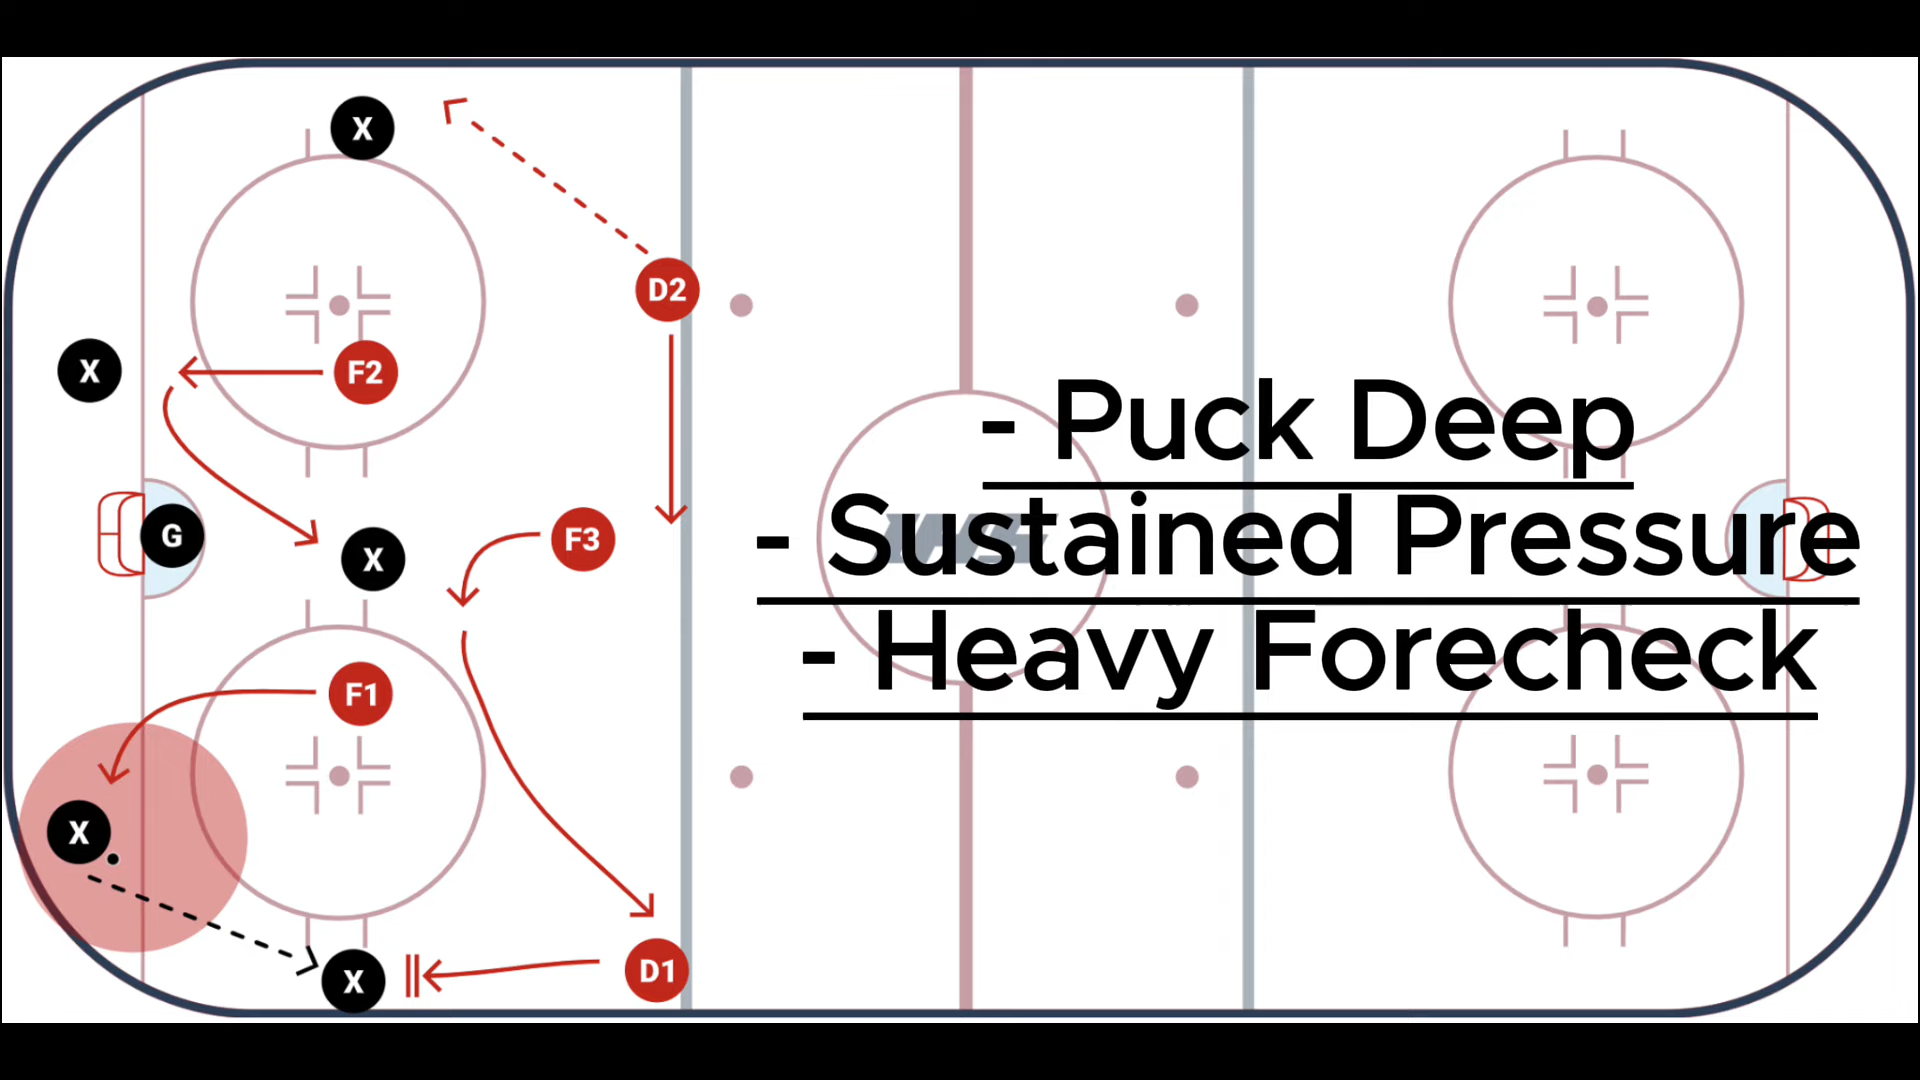 X
D2
X
F2
- Puck Deep
G
X
F3
- Sustained Pressure
F1
- Heavy Forecheck
X
X
D1